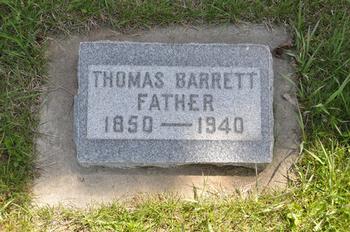 THOMAS BARRETT
FATHER
1850 — 1940